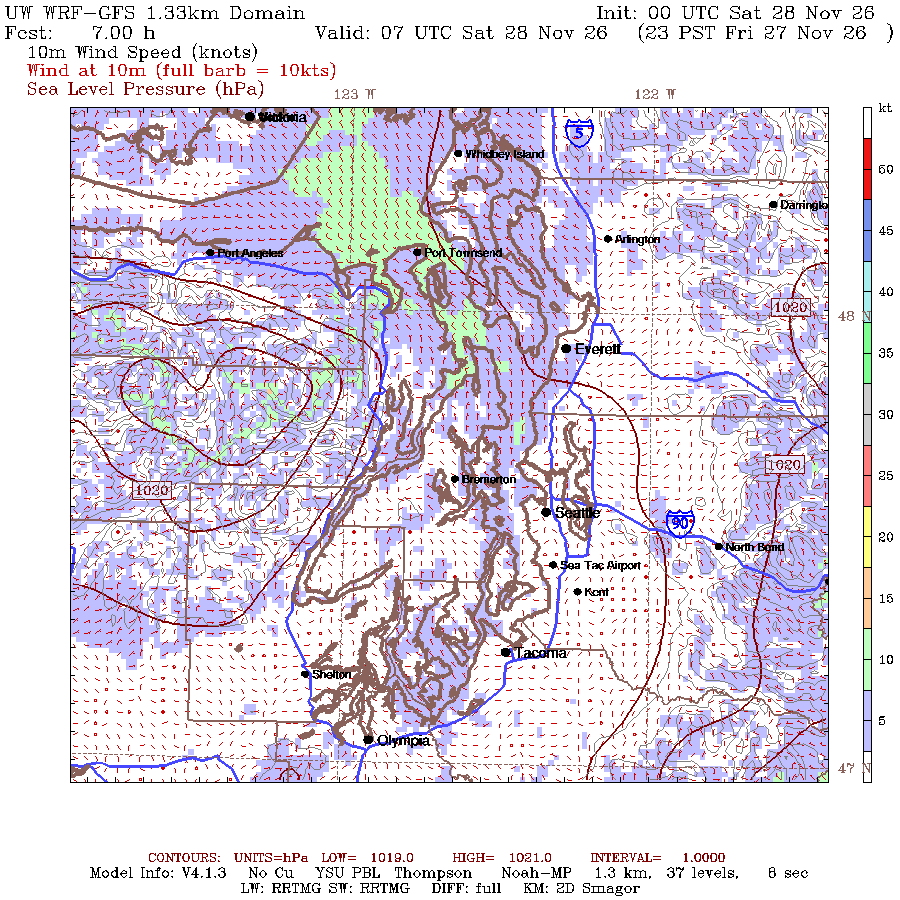 UW WRF-GFS 1.33km Domain Init: 00 UTC Sat 28 Nov 26
Fcst: 7.00 h Valid: 07 UTC Sat 28 Nov 26 (23 PST Fri 27 Nov 26 )
10m Wind Speed (knots)
Wind at 10m (full barb = 10kts)
Sea Level Pressure (hPa)
123 W 122 W
kt
Victoria
5
Whidbey Island
50
Darringto
45
Arlington
Port Angeles
Port Townsend
40
1020
48 N
Everett
35
30
1020
25
Bremerton
1020
Seattle
90
20
North Bend
Sea Tac Airport
Kent
15
Tacoma
10
Shelton
5
Olympia
47 N
CONTOURS: UNITS=hPa LOW= 1019.0 HIGH= 1021.0 INTERVAL= 1.0000
Model Info: V4.1.3 No Cu YSU PBL Thompson Noah-MP 1.3 km, 37 levels, 8 sec
LW: RRTMG SW: RRTMG DIFF: full KM: 2D Smagor